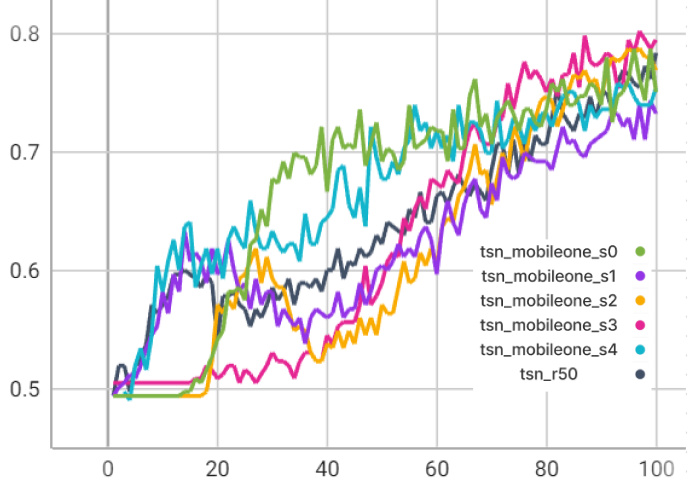 0.8
0.7
0.6
0.5
tsn_mobileone_s0
tsn_mobileone_s1
tsn_mobileone_s2
tsn_mobileone_s3
tsn_mobileone_s4
tsn_r50
0 20 40 60 80 100